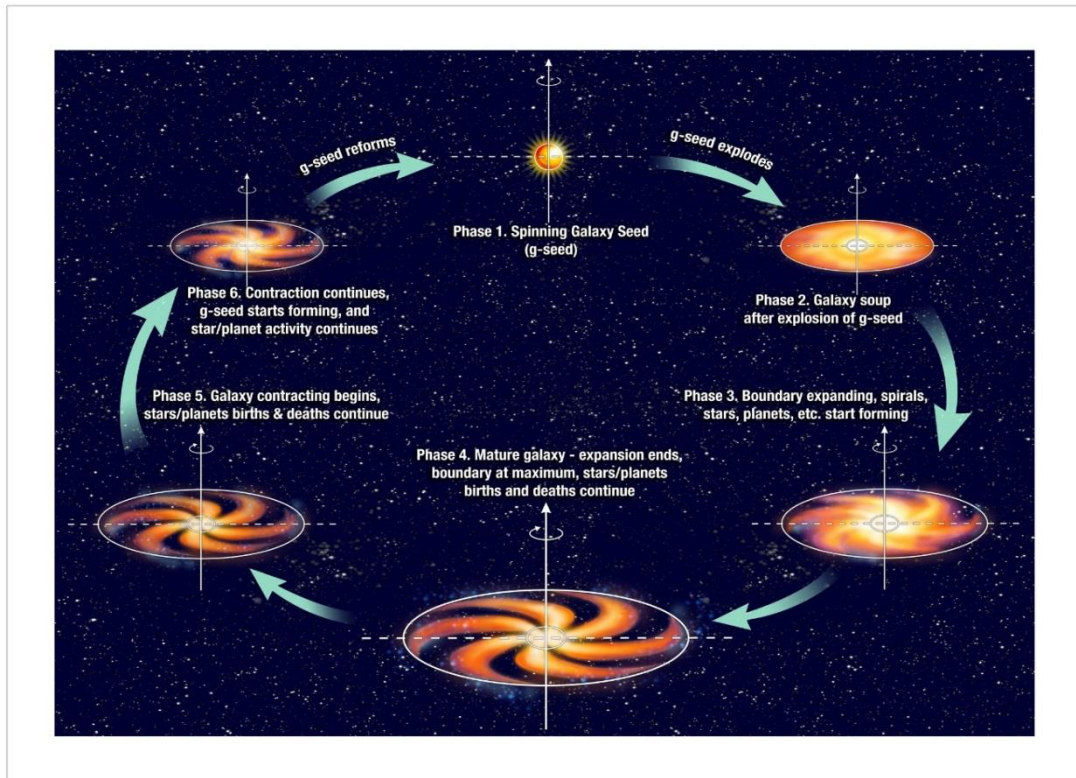 g-seed reforms
g-seed explodes
Phase 1. Spinning Galaxy Seed
(g-seed)
Phase 2. Galaxy soup
after explosion of g-seed
Phase 3. Boundary expanding, spirals,
stars, planets, etc. start forming
Phase 4. Mature galaxy - expansion ends,
boundary at maximum, stars/planets
births and deaths continue
Phase 5. Galaxy contracting begins,
stars/planets births & deaths continue
Phase 6. Contraction continues,
g-seed starts forming, and
star/planet activity continues